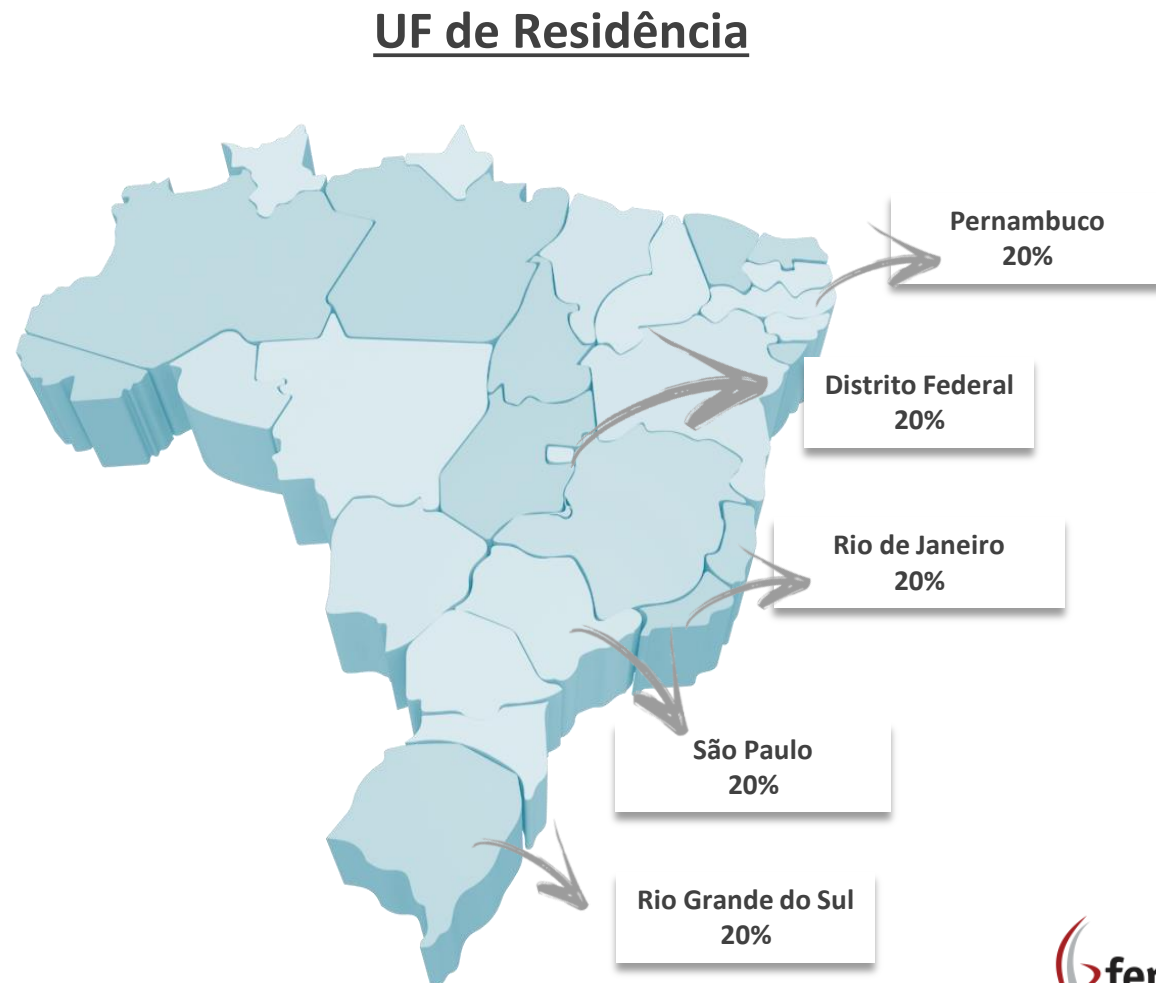 UF de Residência
Pernambuco
20%
Distrito Federal
20%
Rio de Janeiro
20%
São Paulo
20%
Rio Grande do Sul
20%